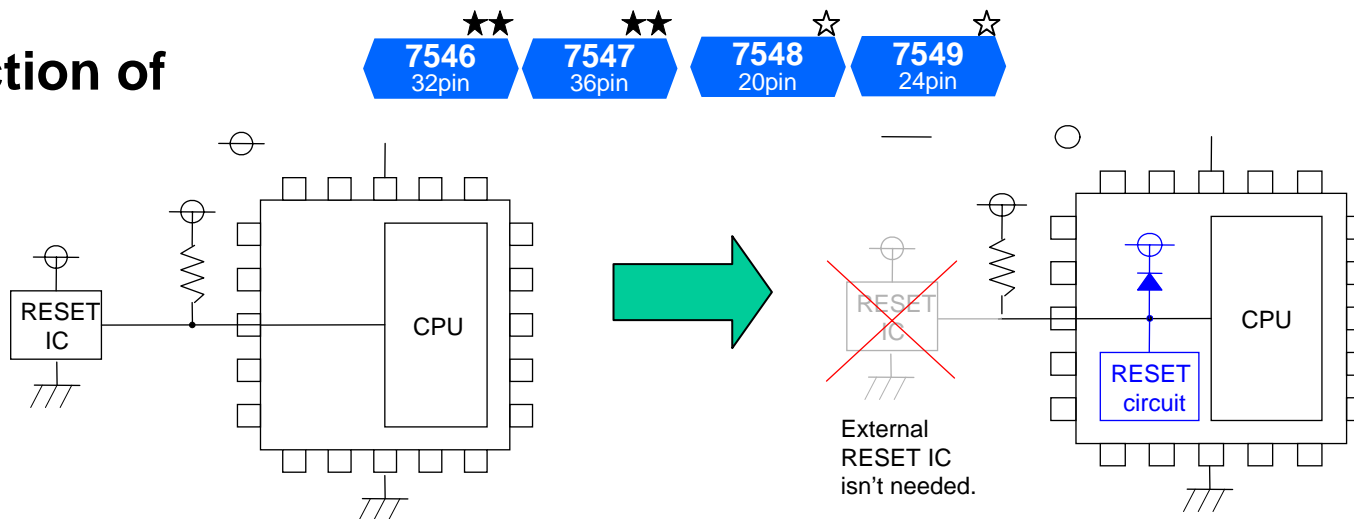 ★★ ★★ ☆ ☆
ction of
7546 7547 7548 7549
32pin 36pin 20pin 24pin
RESET
IC
CPU
RESET
IC
External
RESET IC
isn't needed.
RESET
circuit
CPU